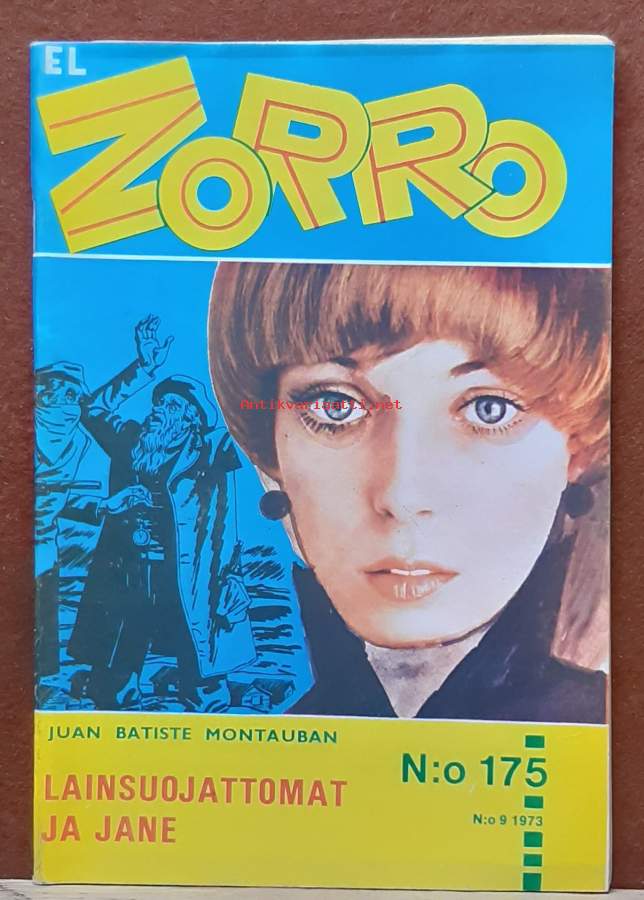 EL
ZORRO
Antikvariaatti.net
JUAN BATISTE MONTAUBAN
N:o 175
LAINSUOJATTOMAT
JA JANE
N:o 9 1973